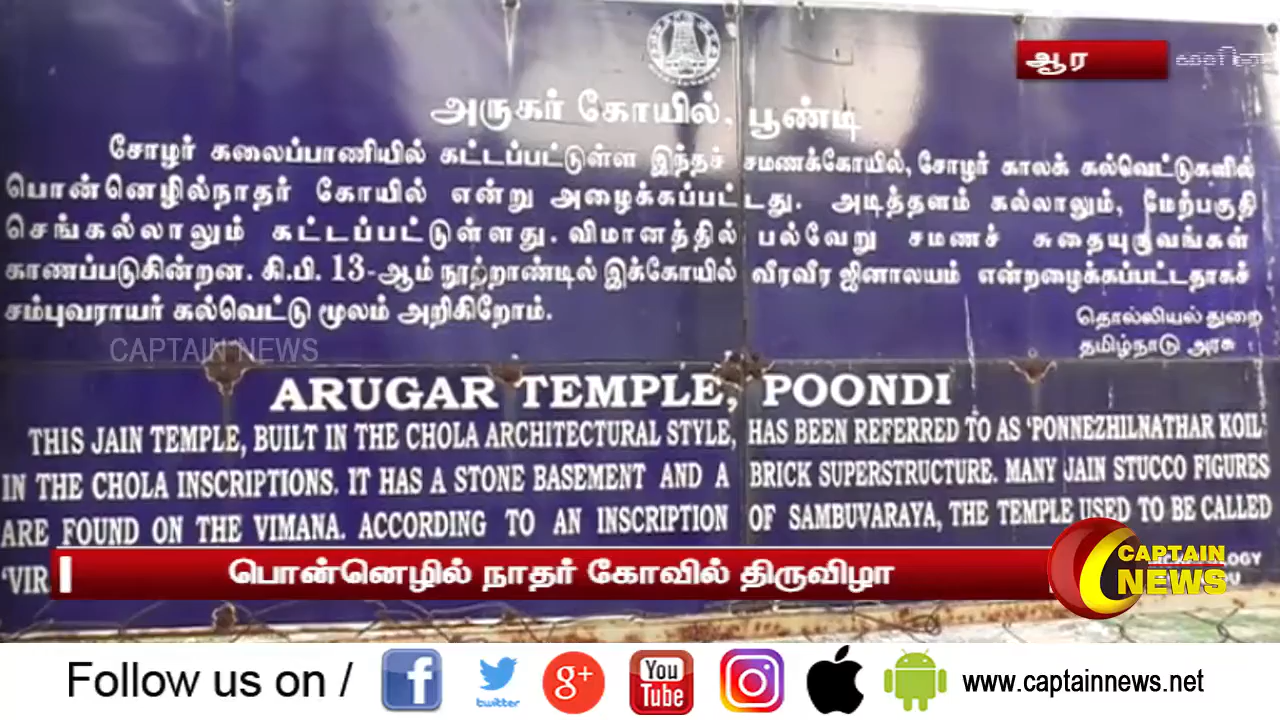 ஆர
அருகர் கோயில், பூண்டி
சோழர் கலைப்பாணியில் கட்டப்பட்டுள்ள இந்தச் சமணக்கோயில், சோழர் காலக் கல்வெட்டுகளில்
பொன்னெழில்நாதர் கோயில் என்று அழைக்கப்பட்டது. அடித்தளம் கல்லாலும், மேற்பகுதி
செங்கல்லாலும் கட்டப்பட்டுள்ளது. விமானத்தில் பல்வேறு சமணச் சுதையுருவங்கள்
காணப்படுகின்றன. கி.பி. 13-ஆம் நூற்றாண்டில் இக்கோயில் வீரவீர ஜினாலயம் என்றழைக்கப்பட்டதாகச்
சம்புவராயர் கல்வெட்டு மூலம் அறிகிறோம்.
தொல்லியல் துறை
தமிழ்நாடு அரசு
CAPTAIN NEWS
ARUGAR TEMPLE, POONDI
THIS JAIN TEMPLE, BUILT IN THE CHOLA ARCHITECTURAL STYLE, HAS BEEN REFERRED TO AS 'PONNEZHILNATHAR KOIL'
IN THE CHOLA INSCRIPTIONS. IT HAS A STONE BASEMENT AND A BRICK SUPERSTRUCTURE. MANY JAIN STUCCO FIGURES
ARE FOUND ON THE VIMANA. ACCORDING TO AN INSCRIPTION OF SAMBUVARAYA, THE TEMPLE USED TO BE CALLED
'VIR
பொன்னெழில் நாதர் கோவில் திருவிழா
CAPTAIN
NEWS
Follow us on /
twitter
g+
You
Tube
www.captainnews.net